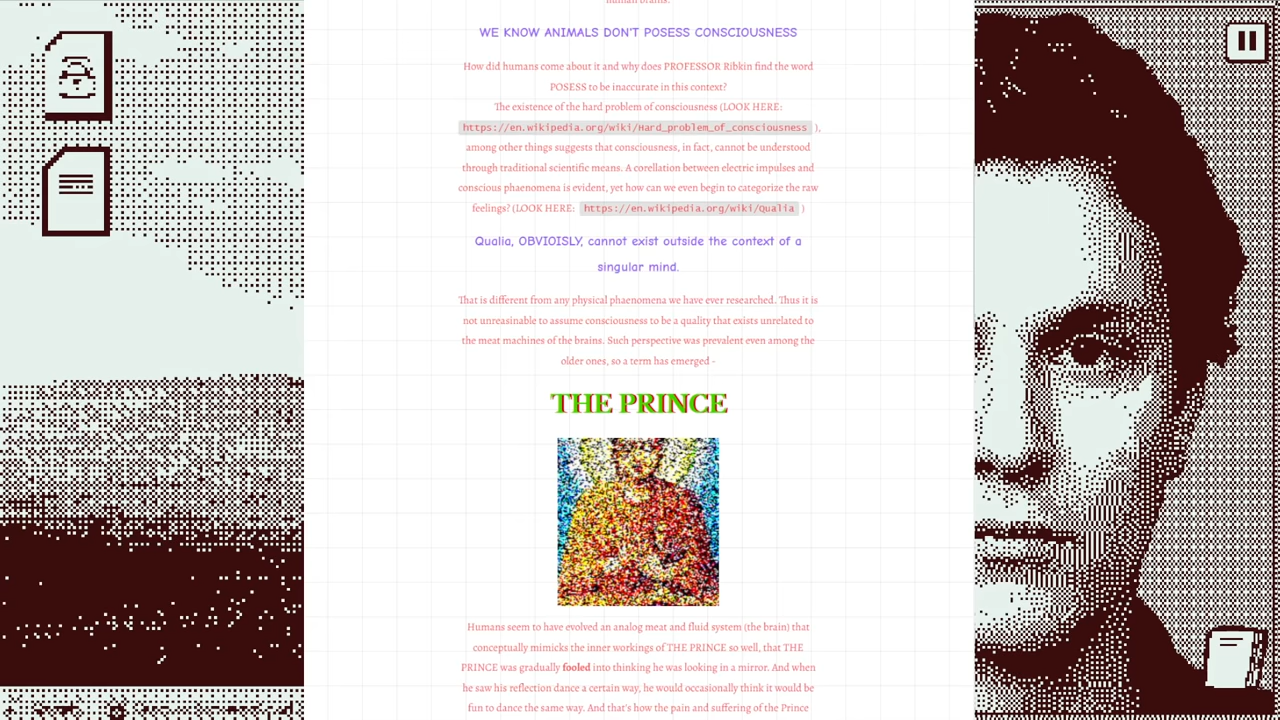 human brains.
WE KNOW ANIMALS DON'T POSESS CONSCIOUSNESS
How did humans come about it and why does PROFESSOR Ribkin find the word
POSESS to be inaccurate in this context?
The existence of the hard problem of consciousness (LOOK HERE:
https://en.wikipedia.org/wiki/Hard_problem_of_consciousness ),
among other things suggests that consciousness, in fact, cannot be understood
through traditional scientific means. A corellation between electric impulses and
conscious phaenomena is evident, yet how can we even begin to categorize the raw
feelings? (LOOK HERE: https://en.wikipedia.org/wiki/Qualia )
Qualia, OBVIOISLY, cannot exist outside the context of a
singular mind.
That is different from any physical phaenomena we have ever researched. Thus it is
not unreasinable to assume consciousness to be a quality that exists unrelated to
the meat machines of the brains. Such perspective was prevalent even among the
older ones, so a term has emerged -
THE PRINCE
Humans seem to have evolved an analog meat and fluid system (the brain) that
conceptually mimicks the inner workings of THE PRINCE so well, that THE
PRINCE was gradually fooled into thinking he was looking in a mirror. And when
he saw his reflection dance a certain way, he would occasionally think it would be
fun to dance the same way. And that's how the pain and suffering of the Prince